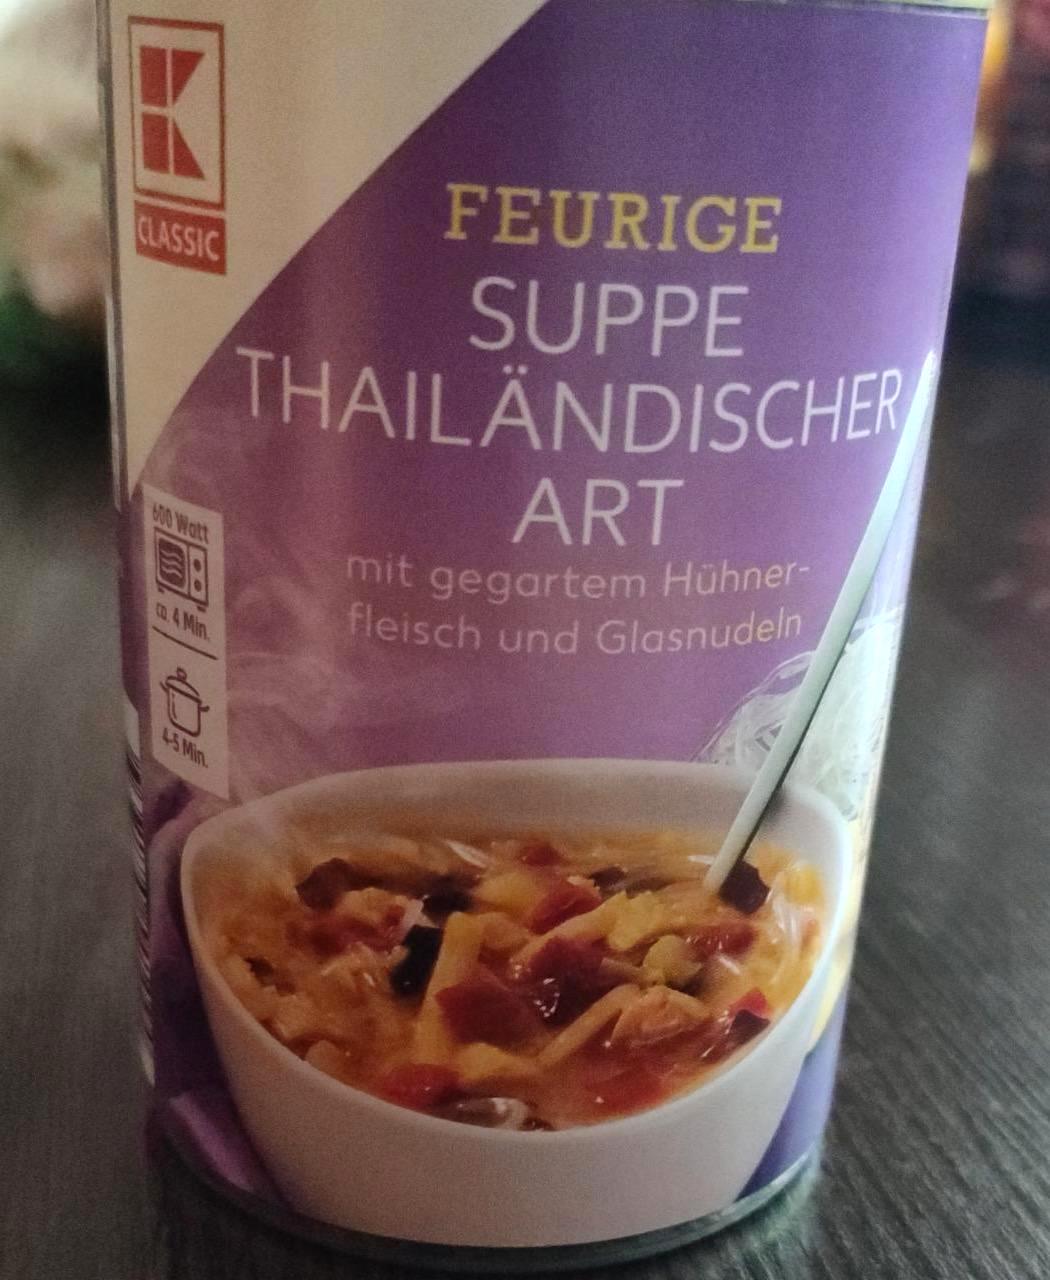 K
CLASSIC
FEURIGE
SUPPE
THAILÄNDISCHER
ART
mit gegartem Hühner-
fleisch und Glasnudeln
600 Watt
ca. 4 Min.
4-5 Min.